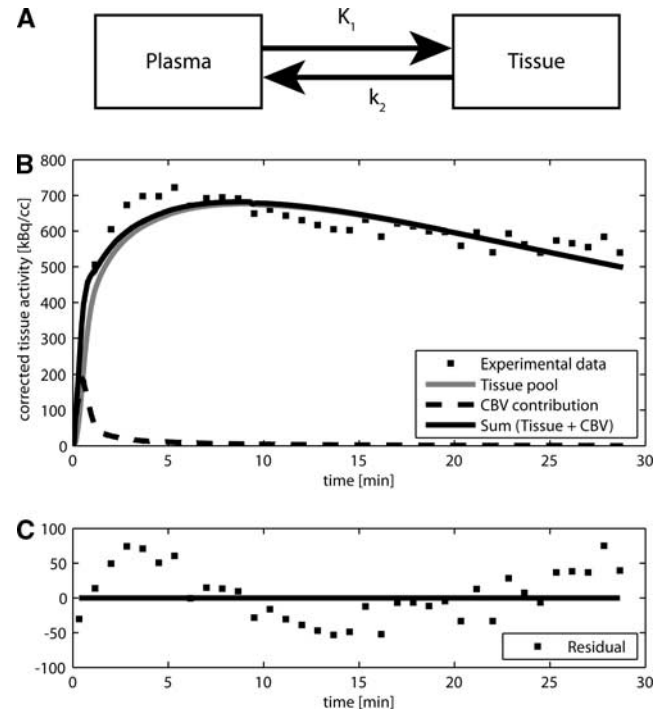 A
K1
Plasma
Tissue
k2
B
800
700
600
500
400
300
200
100
0
corrected tissue activity [kBq/cc]
Experimental data
Tissue pool
CBV contribution
Sum (Tissue + CBV)
0 5 10 15 20 25 30
time [min]
C
100
50
0
-50
-100
Residual
0 5 10 15 20 25 30
time [min]